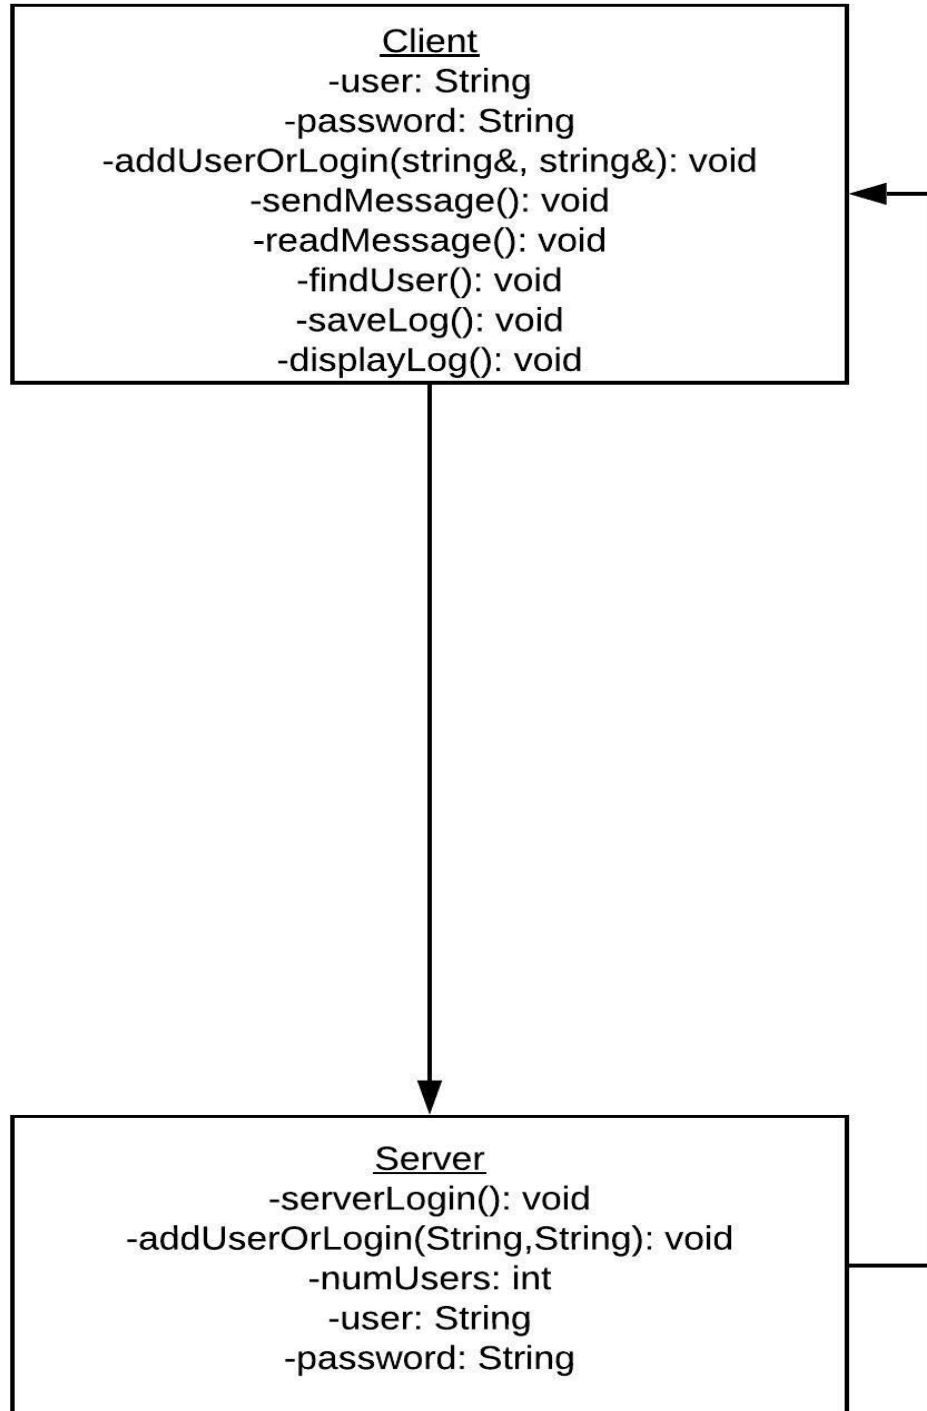 Client
-user: String
-password: String
-addUserOrLogin(string&, string&): void
-sendMessage(): void
-readMessage(): void
-findUser(): void
-saveLog(): void
-displayLog(): void
Server
-serverLogin(): void
-addUserOrLogin(String,String): void
-numUsers: int
-user: String
-password: String